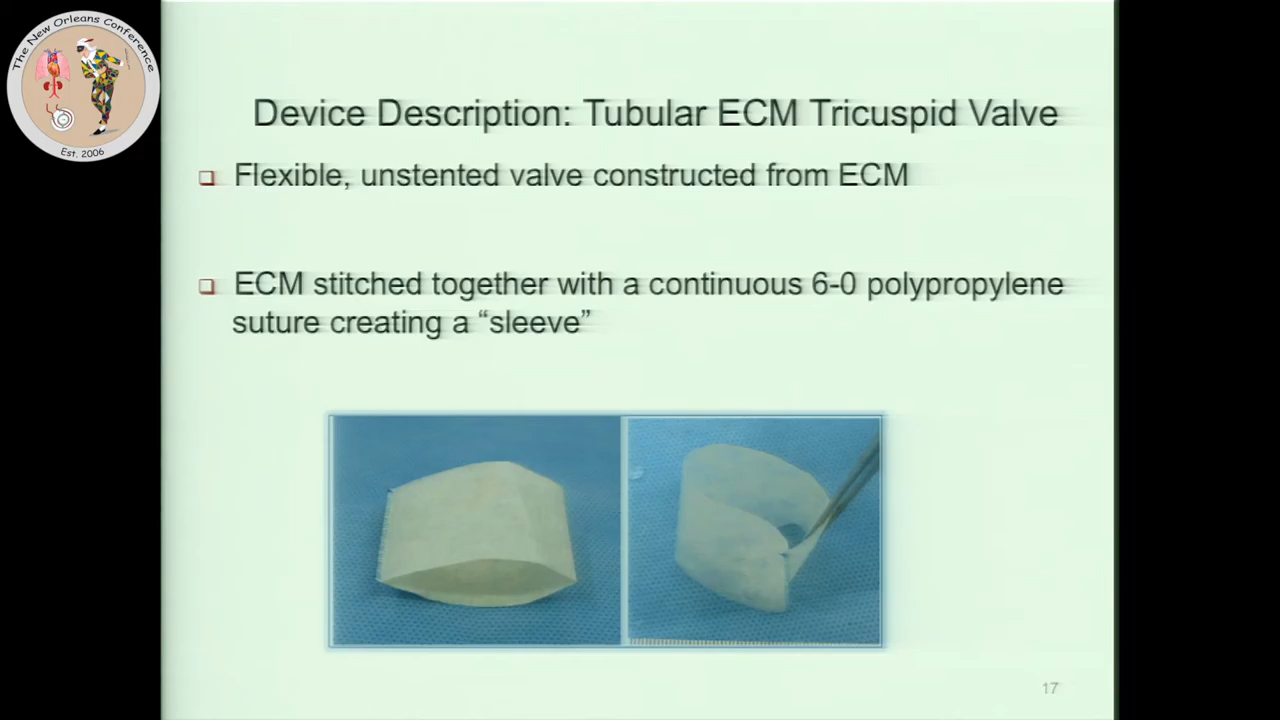 The New Orleans Conference
Est. 2006
Device Description: Tubular ECM Tricuspid Valve
Flexible, unstented valve constructed from ECM
ECM stitched together with a continuous 6-0 polypropylene
suture creating a “sleeve”
17